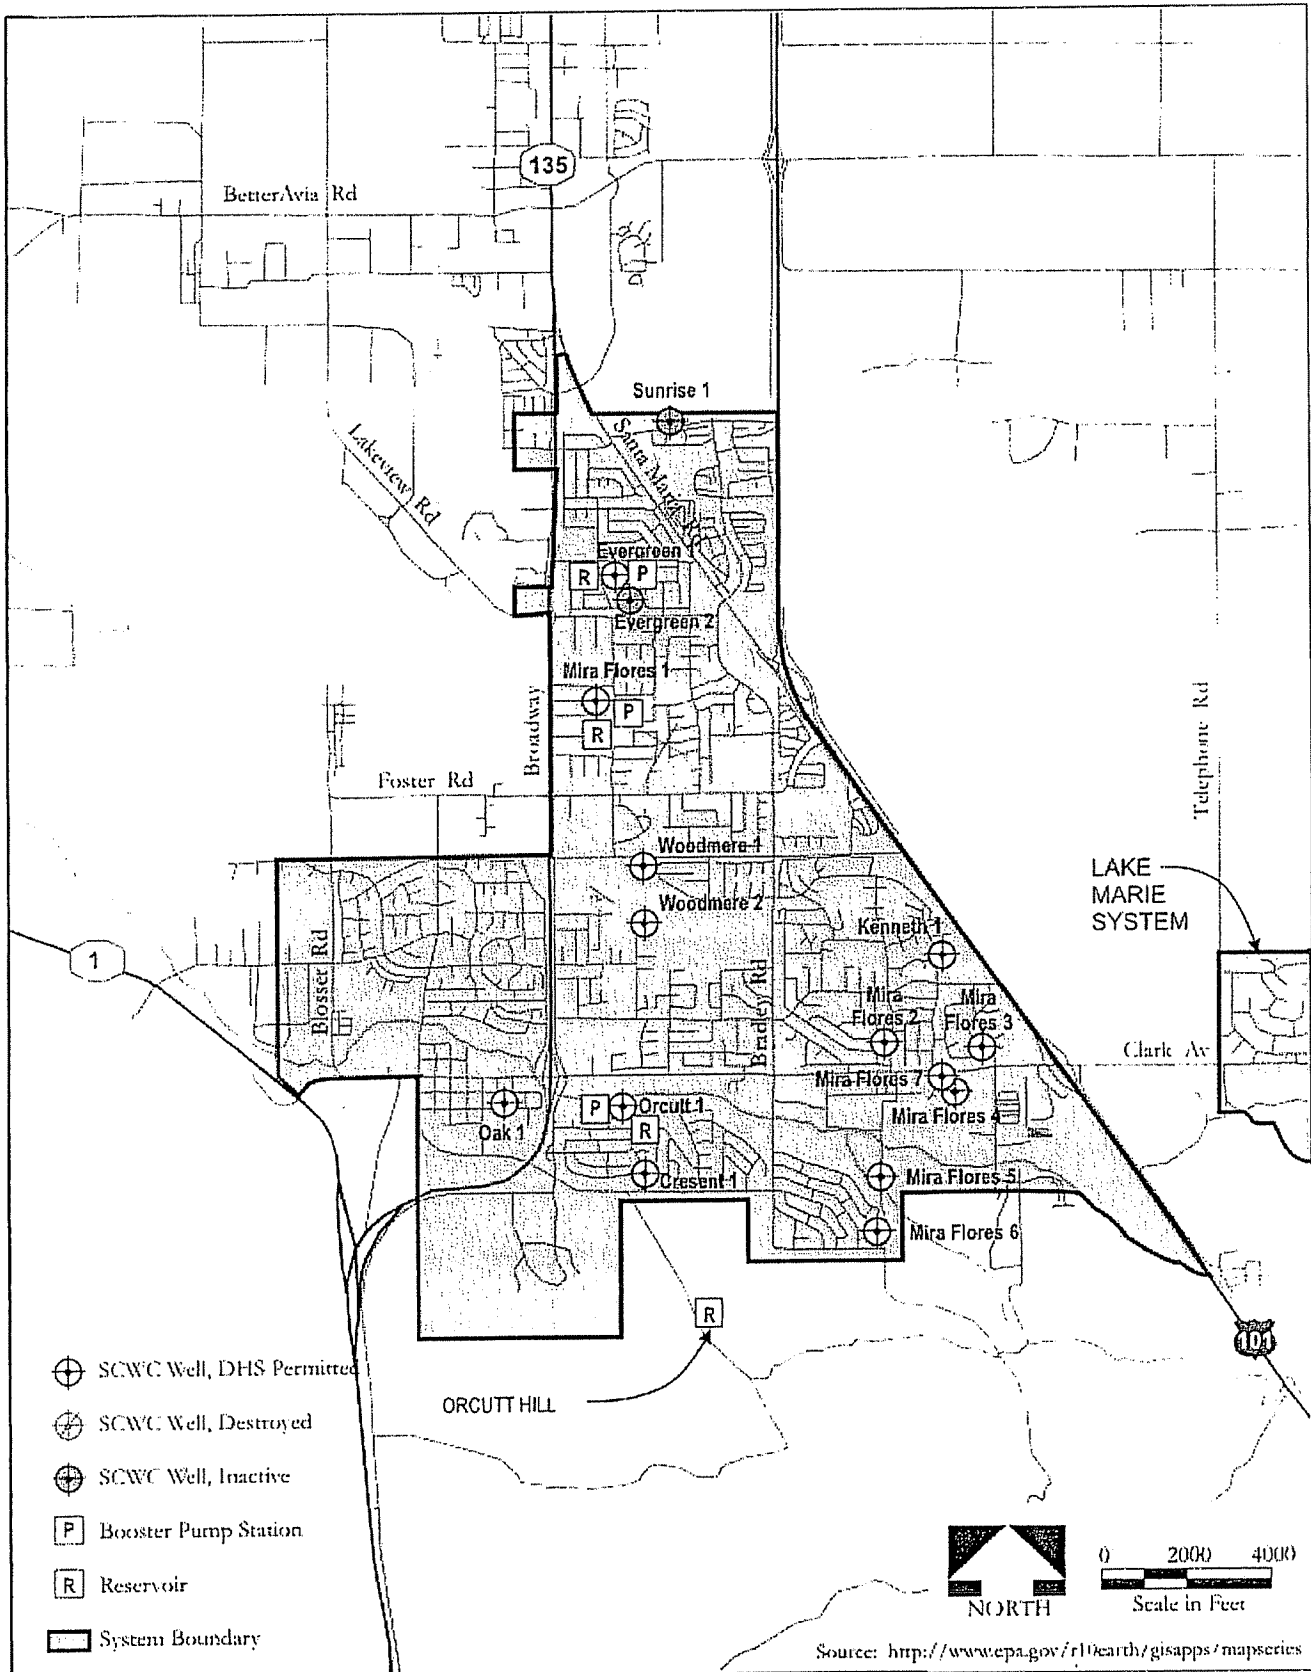 135
BetterAvia Rd
Sunrise 1
Santa Maria
Lakeview Rd
Evergreen
R
P
Evergreen 2
Mira Flores 1
P
R
Broadway
Telephone Rd
Foster Rd
Woodmere 1
LAKE
MARIE
SYSTEM
Woodmere 2
Kenneth 1
1
Blosser Rd
Bradley Rd
Mira
Flores 2
Mira
Flores 3
Clark Av
Mira Flores 7
Mira Flores 4
P
Orcutt 1
R
Oak 1
Cresent 1
Mira Flores 5
Mira Flores 6
R
101
ORCUTT HILL
SCWC Well, DHS Permitted
SCWC Well, Destroyed
SCWC Well, Inactive
P Booster Pump Station
R Reservoir
System Boundary
NORTH
0 2000 4000
Scale in Feet
Source: http://www.epa.gov/r10earth/gisapps/mapseries